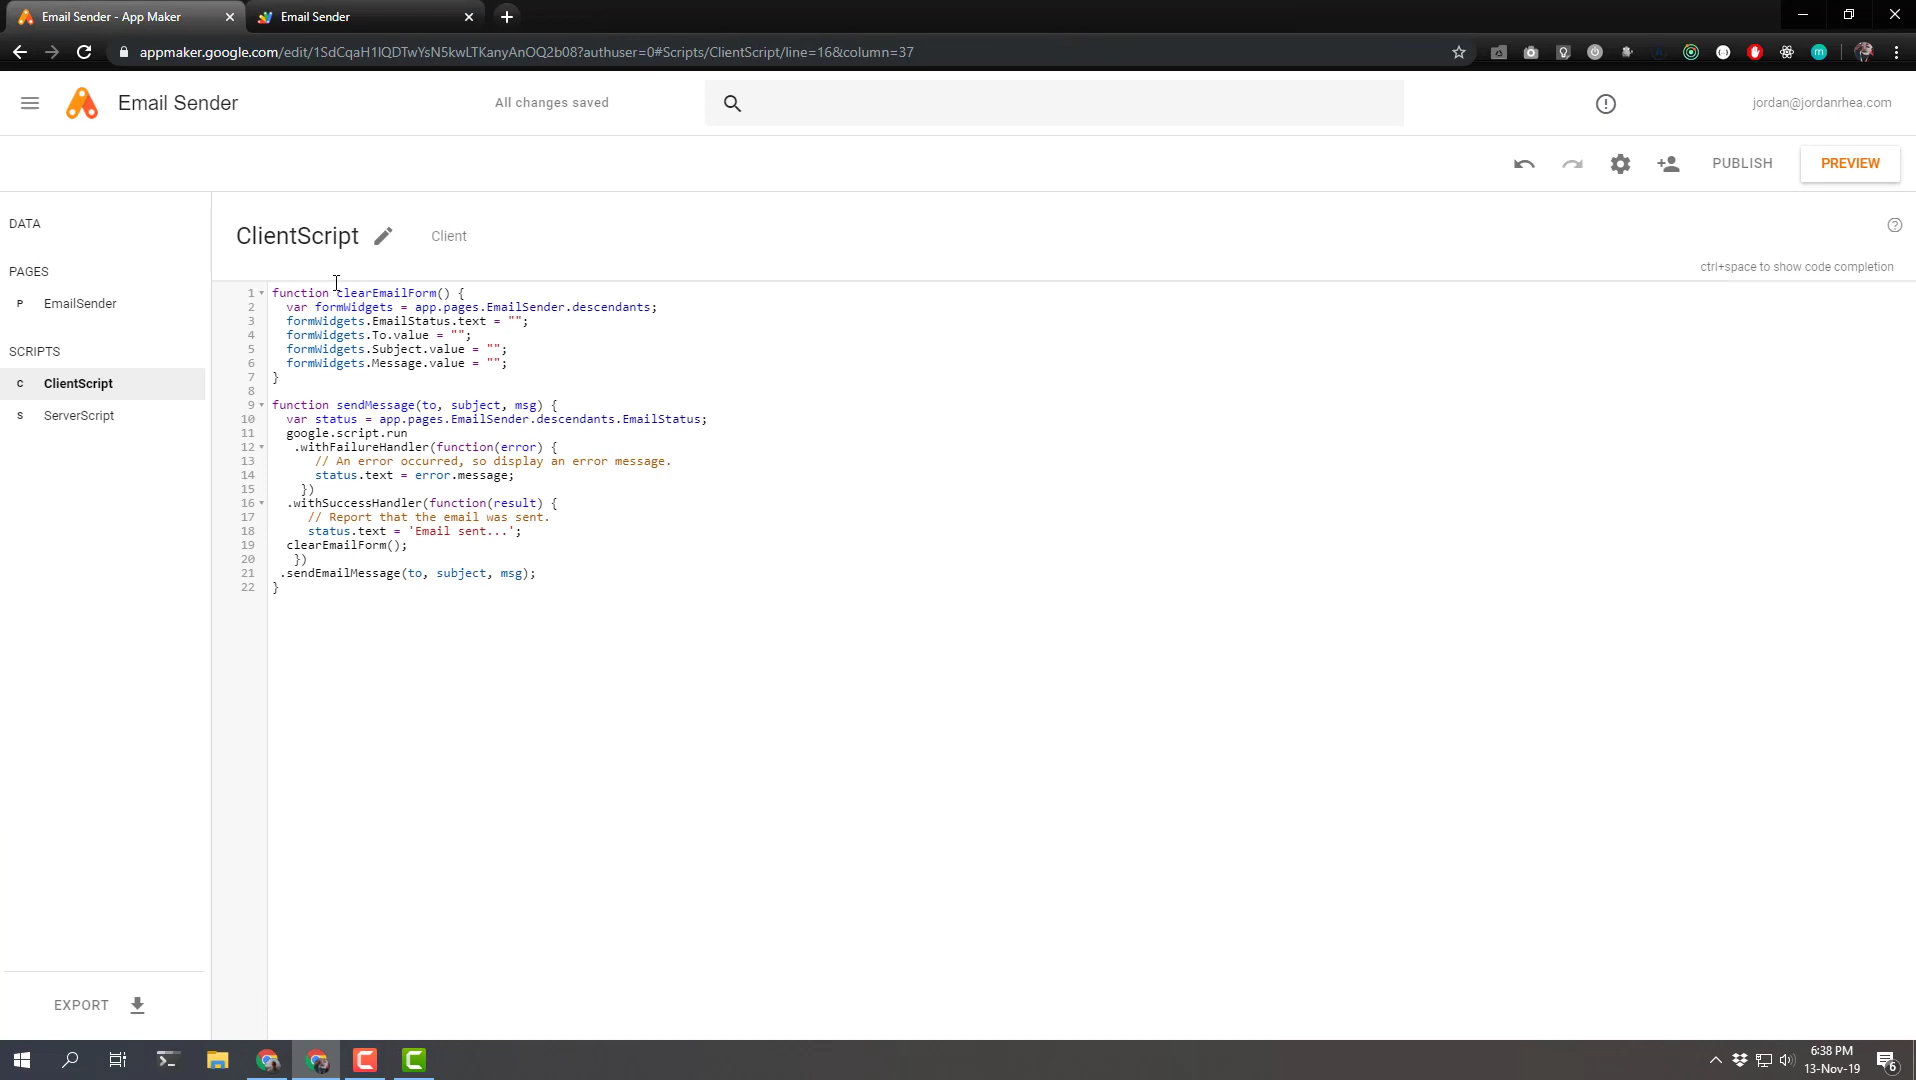 Email Sender - App Maker
Email Sender
appmaker.google.com/edit/1SdCqaH1lQDTwYsN5kwLTKanyAnOQ2b08?authuser=0#Scripts/ClientScript/line=16&column=37
Email Sender
All changes saved
jordan@jordanrhea.com
PUBLISH
PREVIEW
DATA
PAGES
P EmailSender
SCRIPTS
C ClientScript
S ServerScript
EXPORT
ClientScript
Client
ctrl+space to show code completion
1 function clearEmailForm() {
2 var formWidgets = app.pages.EmailSender.descendants;
3 formWidgets.EmailStatus.text = "";
4 formWidgets.To.value = "";
5 formWidgets.Subject.value = "";
6 formWidgets.Message.value = "";
7 }
8
9 function sendMessage(to, subject, msg) {
10 var status = app.pages.EmailSender.descendants.EmailStatus;
11 google.script.run
12 .withFailureHandler(function(error) {
13 // An error occurred, so display an error message.
14 status.text = error.message;
15 })
16 .withSuccessHandler(function(result) {
17 // Report that the email was sent.
18 status.text = 'Email sent...';
19 clearEmailForm();
20 })
21 .sendEmailMessage(to, subject, msg);
22 }
6:38 PM
13-Nov-19
6